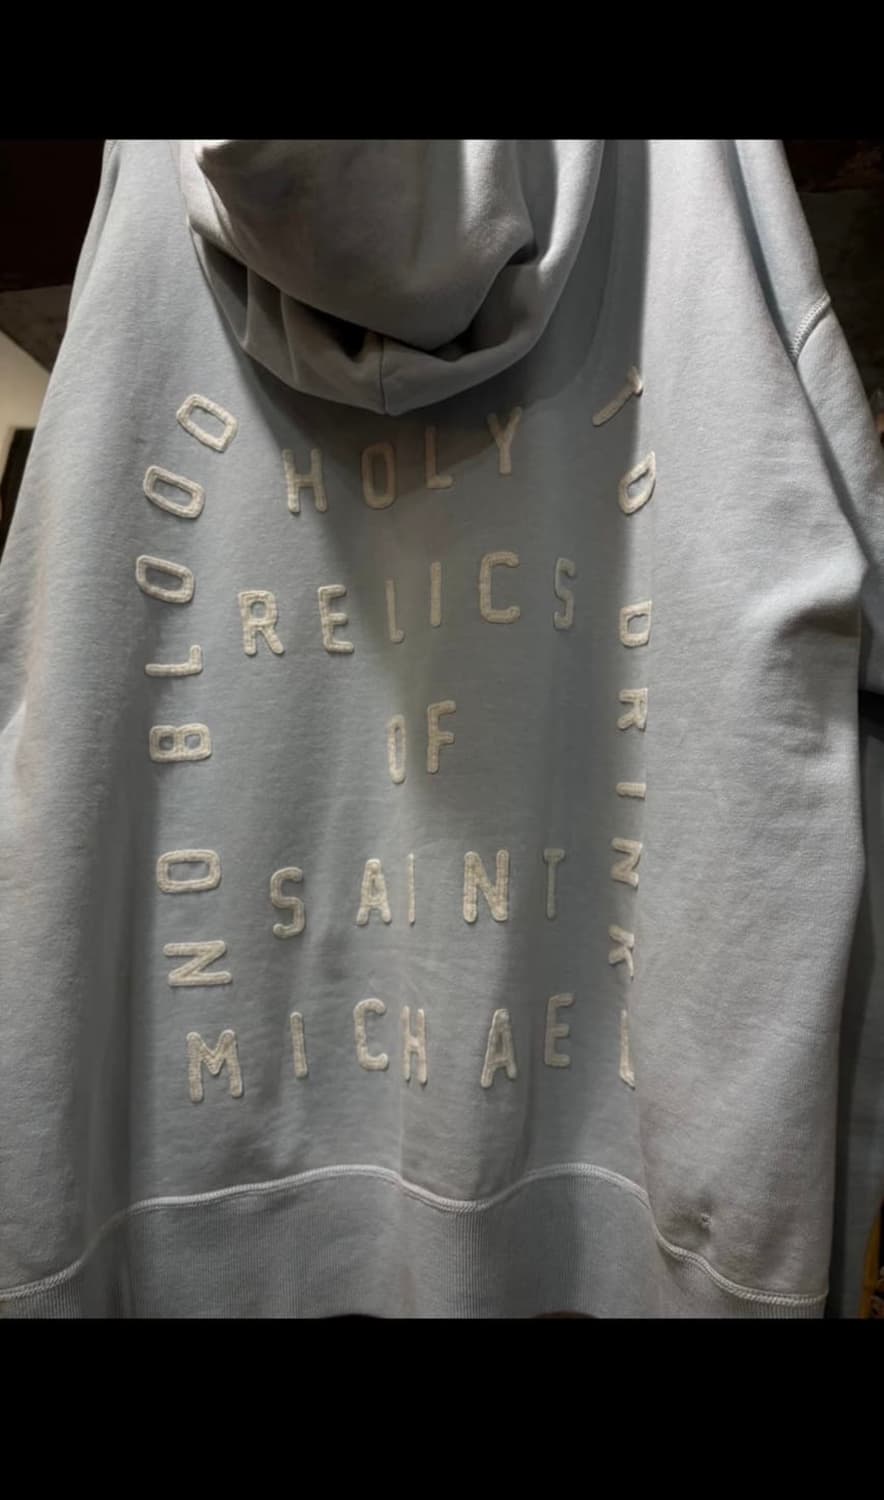 NO BLOOD
TO DRINK
HOLY
RELICS
OF
SAINT
MICHAEL